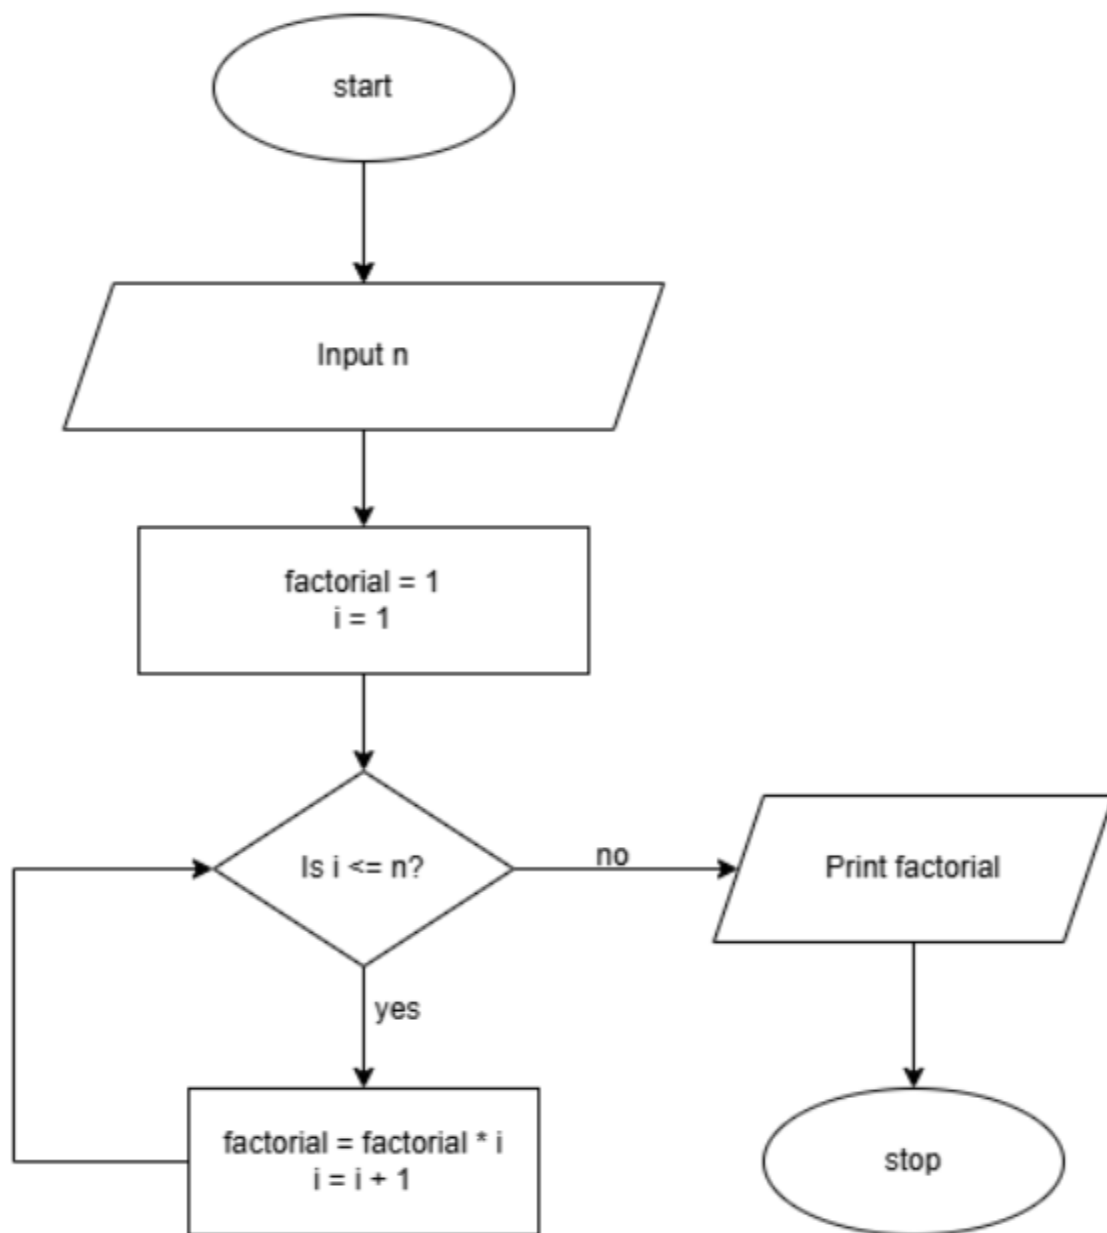 start
Input n
factorial = 1
i = 1
Is i <= n?
no
Print factorial
yes
factorial = factorial * i
i = i + 1
stop